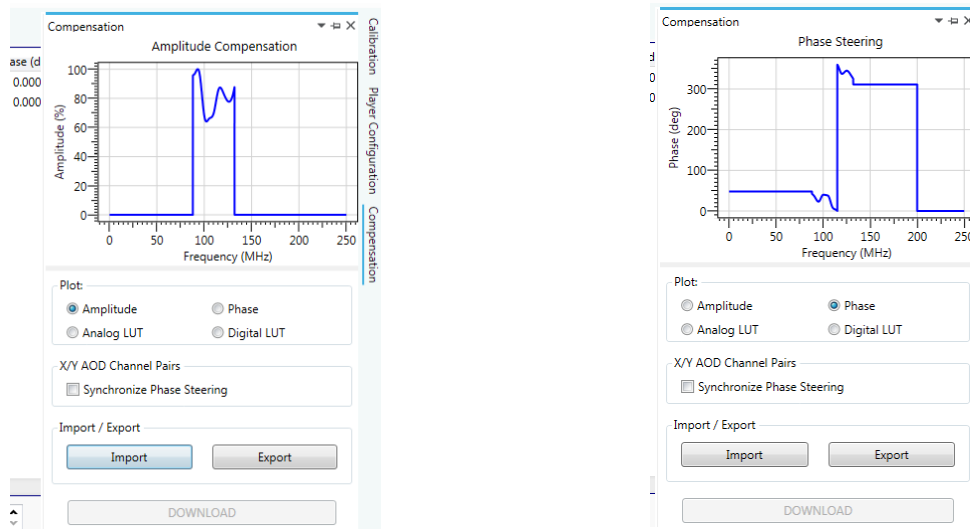 Compensation
Amplitude Compensation
ase (d
0.000
0.000
100
80
60
40
20
0
Amplitude (%)
0 50 100 150 200 250
Frequency (MHz)
Calibration
Player Configuration
Compensation
Plot:
Amplitude Phase
Analog LUT Digital LUT
X/Y AOD Channel Pairs
Synchronize Phase Steering
Import / Export
Import Export
DOWNLOAD
Compensation
Phase Steering
d
0
0
300
200
100
0
Phase (deg)
0 50 100 150 200 250
Frequency (MHz)
Plot:
Amplitude Phase
Analog LUT Digital LUT
X/Y AOD Channel Pairs
Synchronize Phase Steering
Import / Export
Import Export
DOWNLOAD